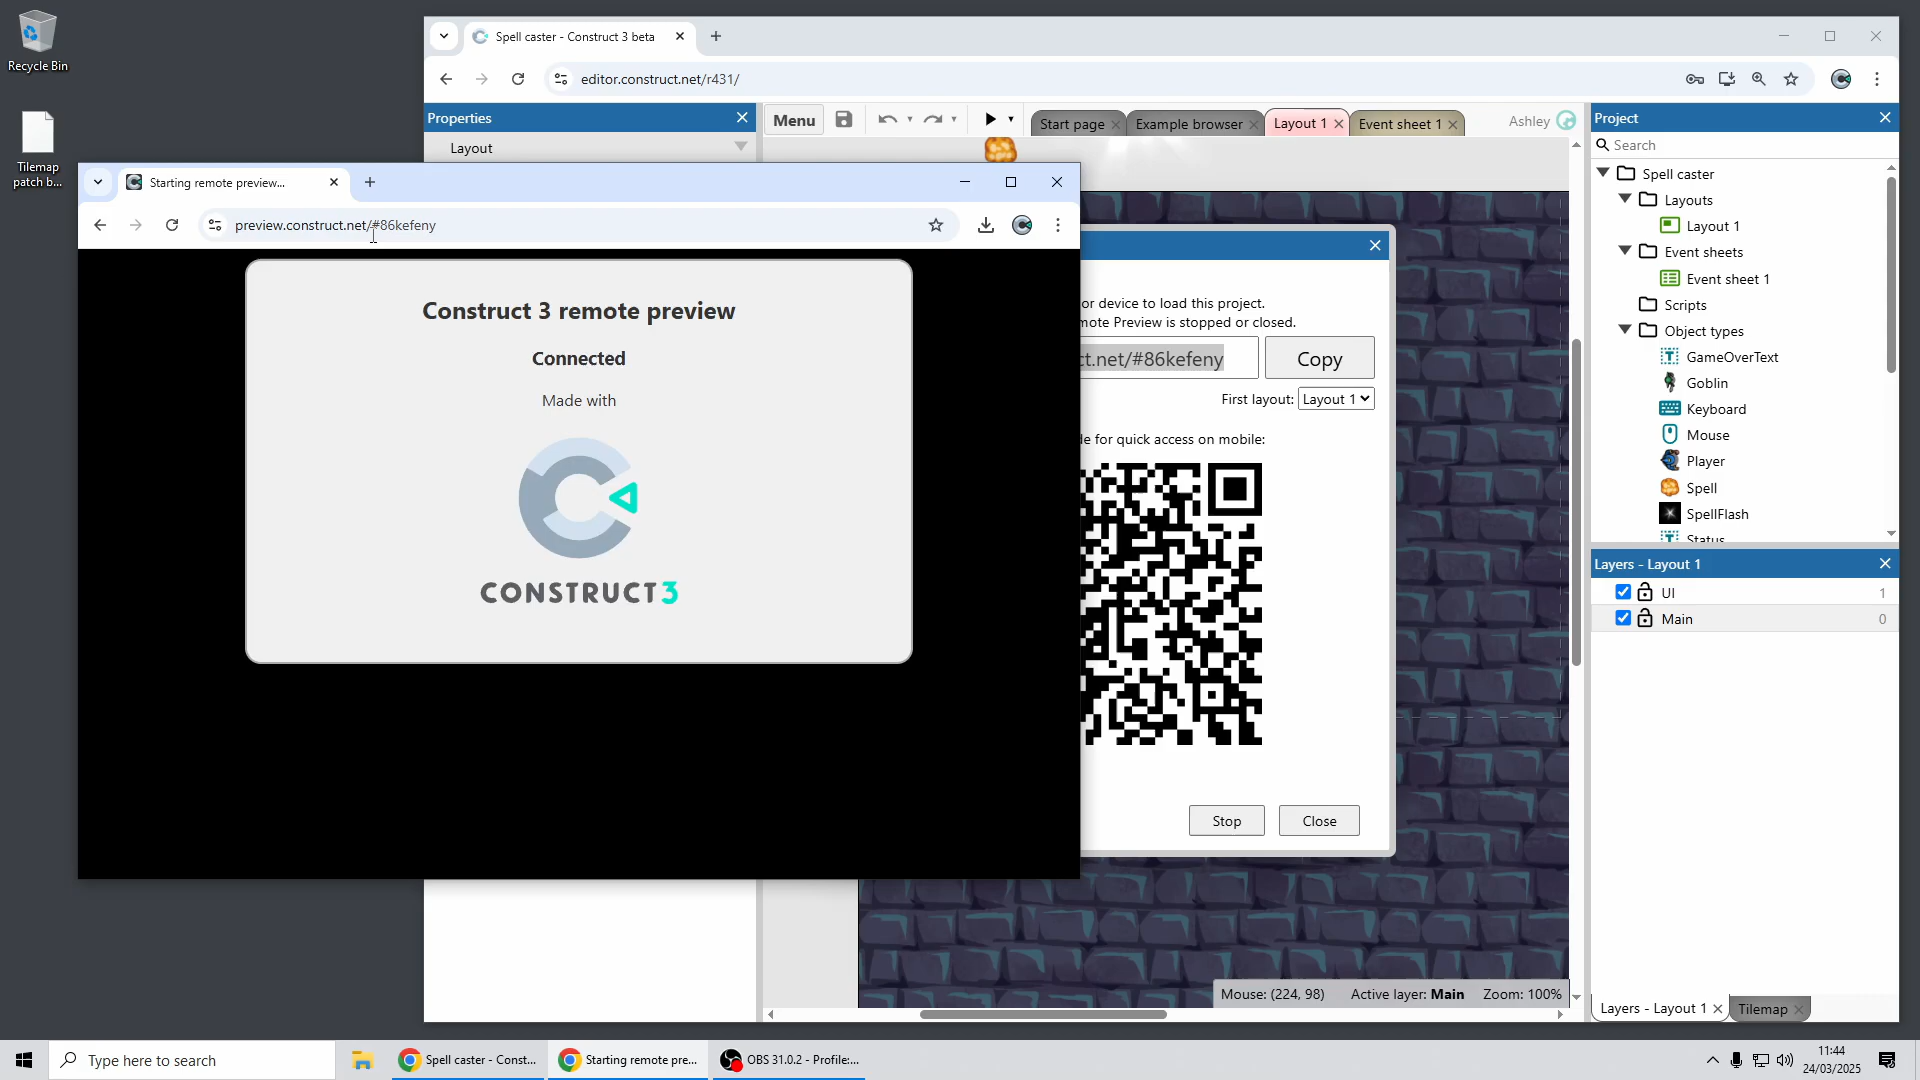 Recycle Bin
Tilemap
patch b...
Spell caster - Construct 3 beta
editor.construct.net/r431/
Properties
Layout
Menu
Start page
Example browser
Layout 1
Event sheet 1
Ashley
Project
Search
Spell caster
Layouts
Layout 1
Event sheets
Event sheet 1
Scripts
Object types
GameOverText
Goblin
Keyboard
Mouse
Player
Spell
SpellFlash
Status
Layers - Layout 1
UI 1
Main 0
Layers - Layout 1
Tilemap
Starting remote preview...
preview.construct.net/#86kefeny
Construct 3 remote preview
Connected
Made with
CONSTRUCT3
or device to load this project.
mote Preview is stopped or closed.
ct.net/#86kefeny
Copy
First layout: Layout 1
de for quick access on mobile:
Stop
Close
Mouse: (224, 98) Active layer: Main Zoom: 100%
Type here to search
Spell caster - Const...
Starting remote pre...
OBS 31.0.2 - Profile:...
11:44
24/03/2025